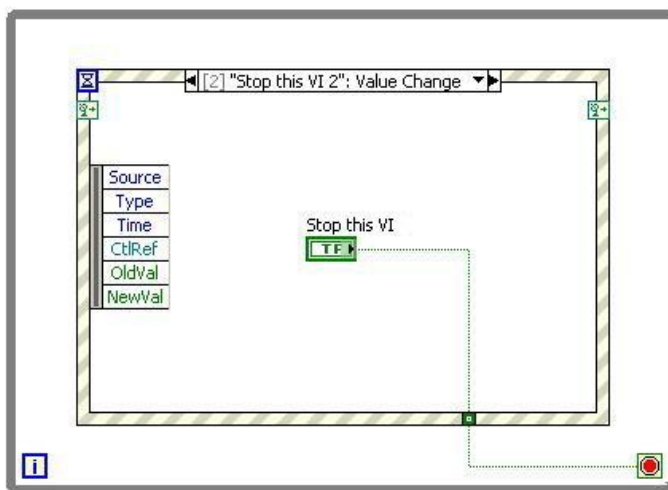 [2] "Stop this VI 2": Value Change
Source
Type
Time
CtlRef
OldVal
NewVal
Stop this VI
TF
i